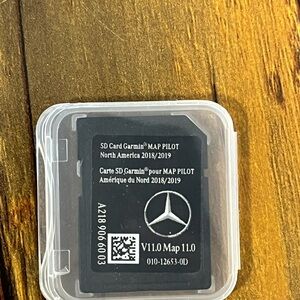 SD Card Garmin® MAP PILOT
North America 2018/2019
Carte SD Garmin® pour MAP PILOT
Amérique du Nord 2018/2019
A218 906 60 03
V11.0 Map 11.0
010-12653-0D